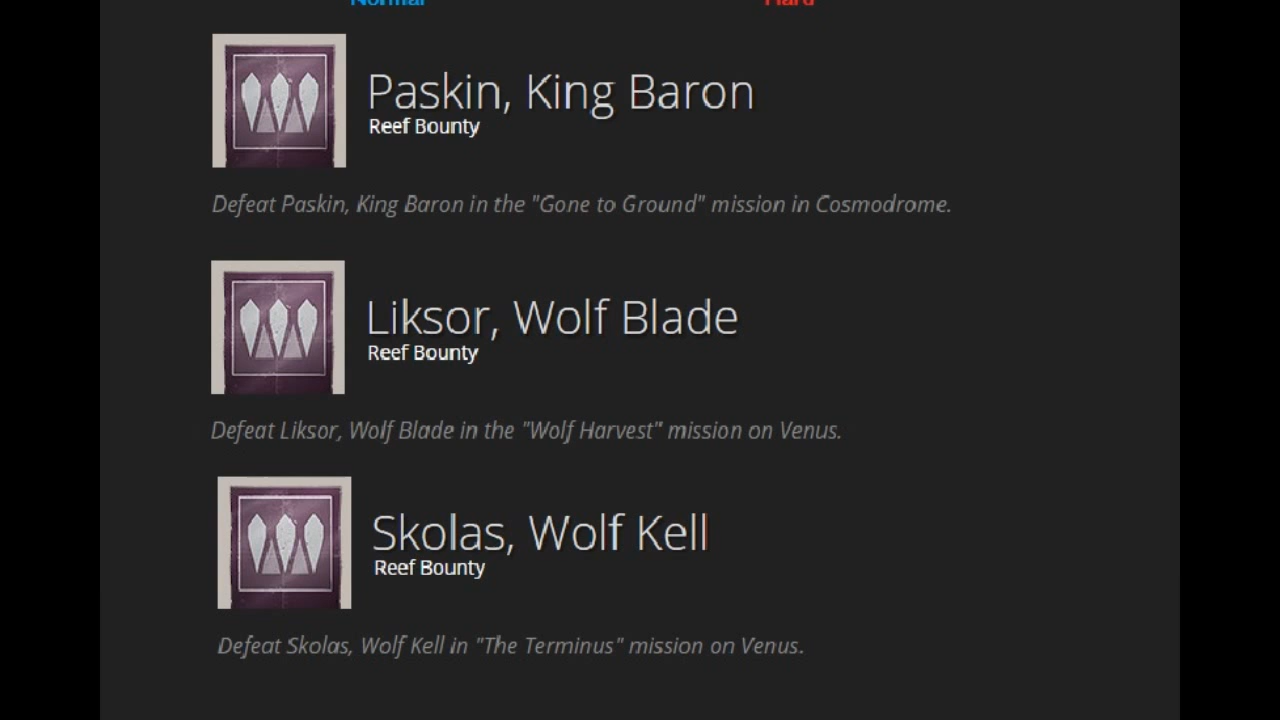 Normal Hard
Paskin, King Baron
Reef Bounty
Defeat Paskin, King Baron in the "Gone to Ground" mission in Cosmodrome.
Liksor, Wolf Blade
Reef Bounty
Defeat Liksor, Wolf Blade in the "Wolf Harvest" mission on Venus.
Skolas, Wolf Kell
Reef Bounty
Defeat Skolas, Wolf Kell in "The Terminus" mission on Venus.